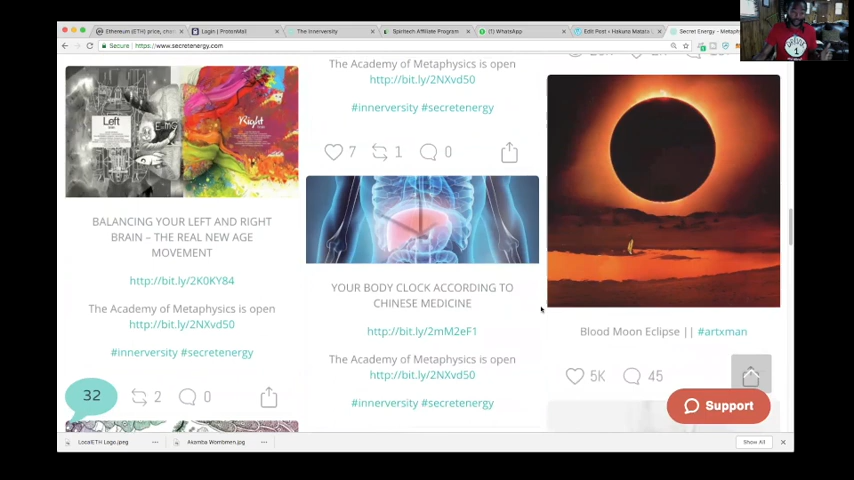 Ethereum (ETH) price, char
Login | ProtonMail
The Innerversity
Spiritech Affiliate Program
(1) WhatsApp
Edit Post ‹ Hakuna Matata
Secret Energy - Metaph
Secure
https://www.secretenergy.com
Left
Right
BALANCING YOUR LEFT AND RIGHT
BRAIN – THE REAL NEW AGE
MOVEMENT
http://bit.ly/2K0KY84
The Academy of Metaphysics is open
http://bit.ly/2NXvd50
#innerversity #secretenergy
32
2
0
The Academy of Metaphysics is open
http://bit.ly/2NXvd50
#innerversity #secretenergy
7
1
0
YOUR BODY CLOCK ACCORDING TO
CHINESE MEDICINE
http://bit.ly/2mM2eF1
The Academy of Metaphysics is open
http://bit.ly/2NXvd50
#innerversity #secretenergy
Blood Moon Eclipse || #artxman
5K
45
Support
LocalETH Logo.jpeg
Akamba Wombmen.jpg
Show All